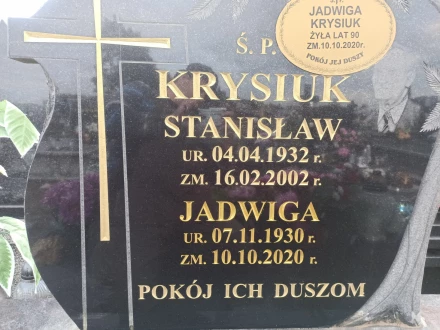 JADWIGA
KRYSIUK
ŻYŁA LAT 90
ZM.10.10.2020r.
POKÓJ JEJ DUSZY
Ś.P.
KRYSIUK
STANISŁAW
UR. 04.04.1932 r.
ZM. 16.02.2002 r.
JADWIGA
UR. 07.11.1930 r.
ZM. 10.10.2020 r.
POKÓJ ICH DUSZOM